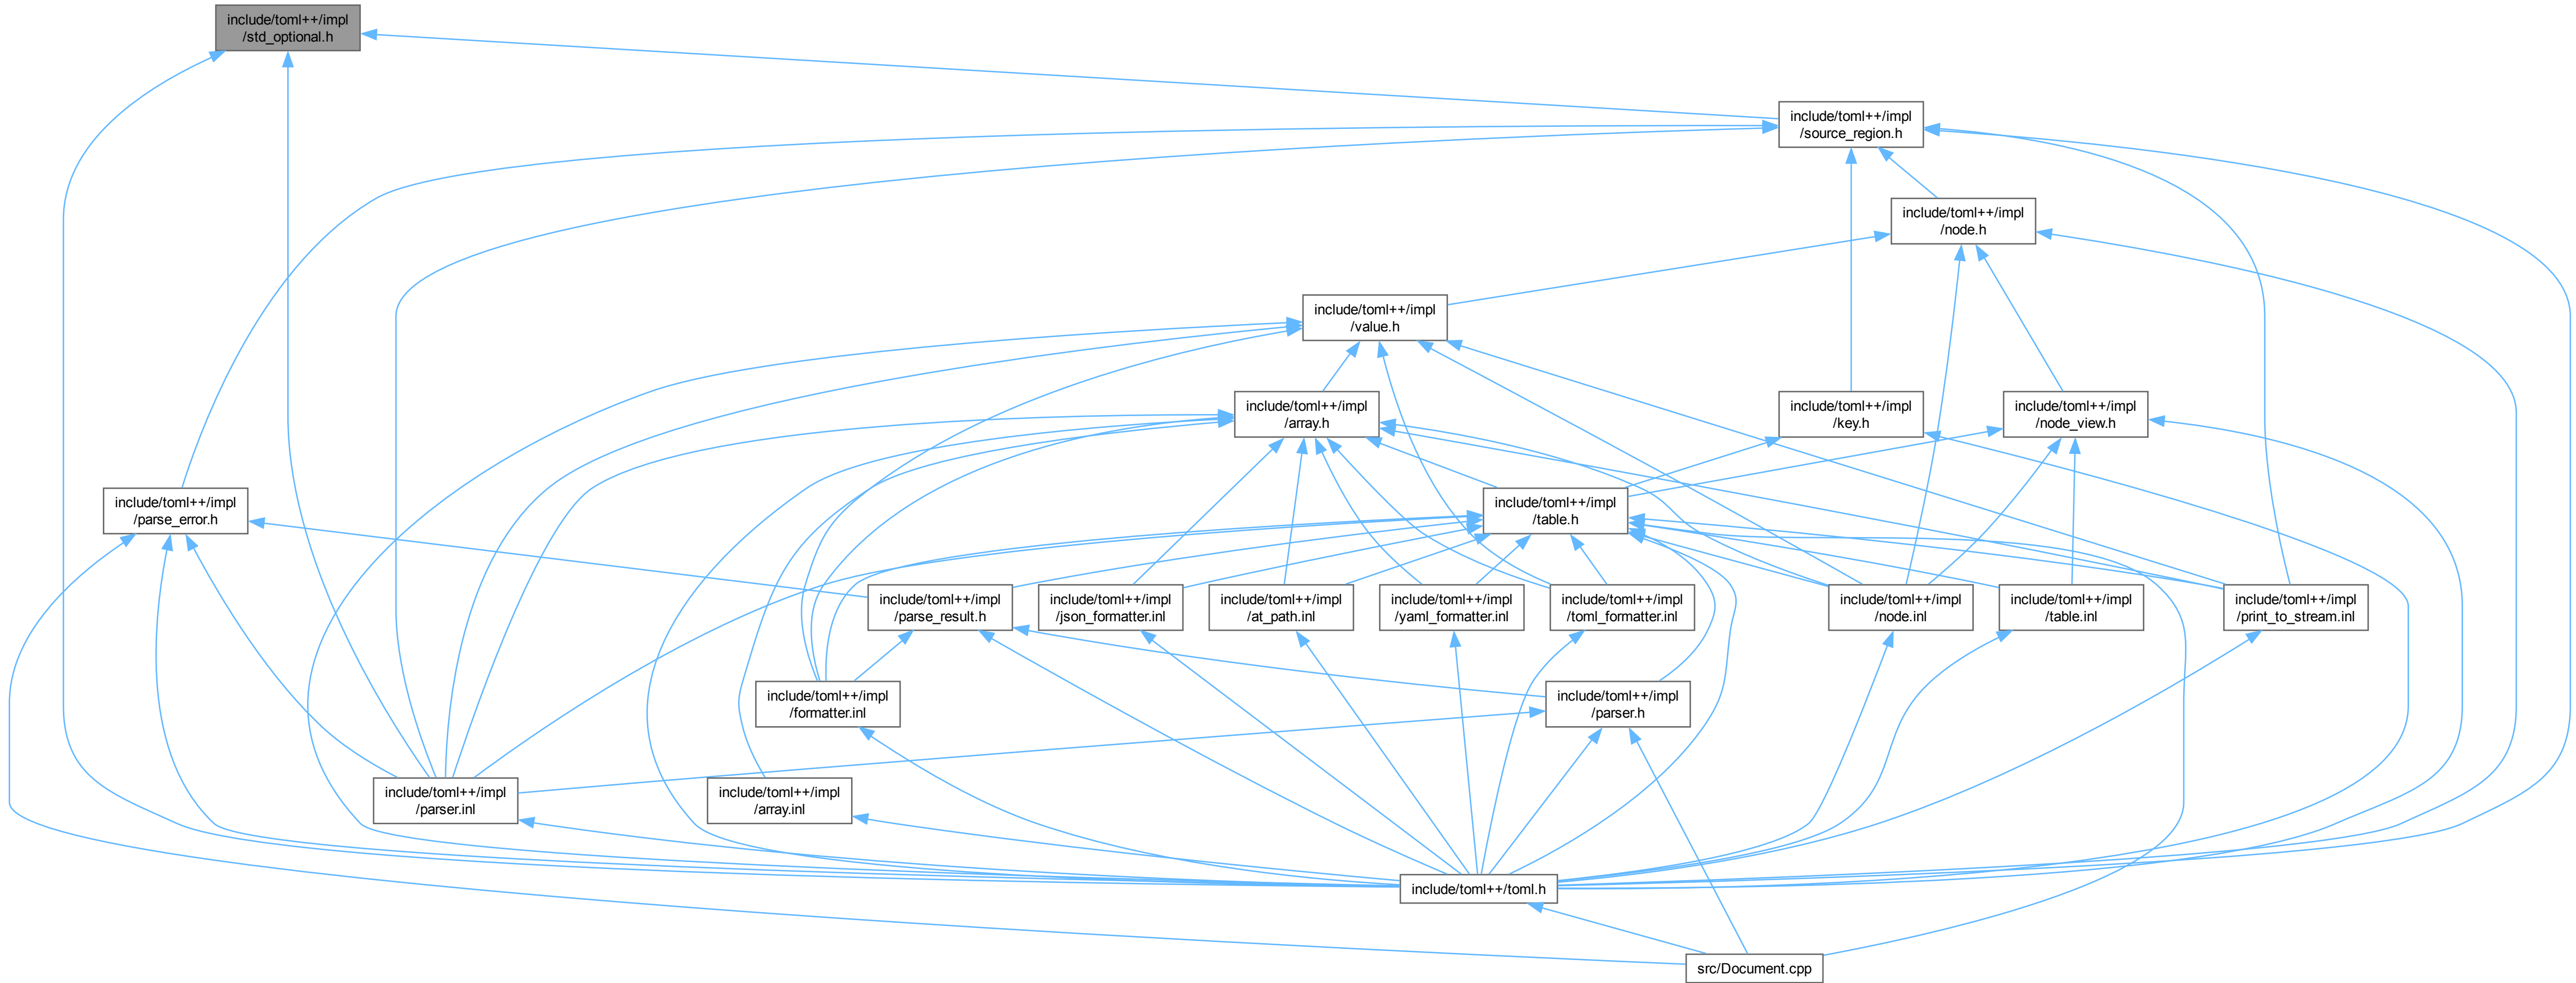 include/toml++/impl
/std_optional.h
include/toml++/impl
/source_region.h
include/toml++/impl
/node.h
include/toml++/impl
/value.h
include/toml++/impl
/array.h
include/toml++/impl
/key.h
include/toml++/impl
/node_view.h
include/toml++/impl
/parse_error.h
include/toml++/impl
/table.h
include/toml++/impl
/parse_result.h
include/toml++/impl
/json_formatter.inl
include/toml++/impl
/at_path.inl
include/toml++/impl
/yaml_formatter.inl
include/toml++/impl
/toml_formatter.inl
include/toml++/impl
/node.inl
include/toml++/impl
/table.inl
include/toml++/impl
/print_to_stream.inl
include/toml++/impl
/formatter.inl
include/toml++/impl
/parser.h
include/toml++/impl
/parser.inl
include/toml++/impl
/array.inl
include/toml++/toml.h
src/Document.cpp